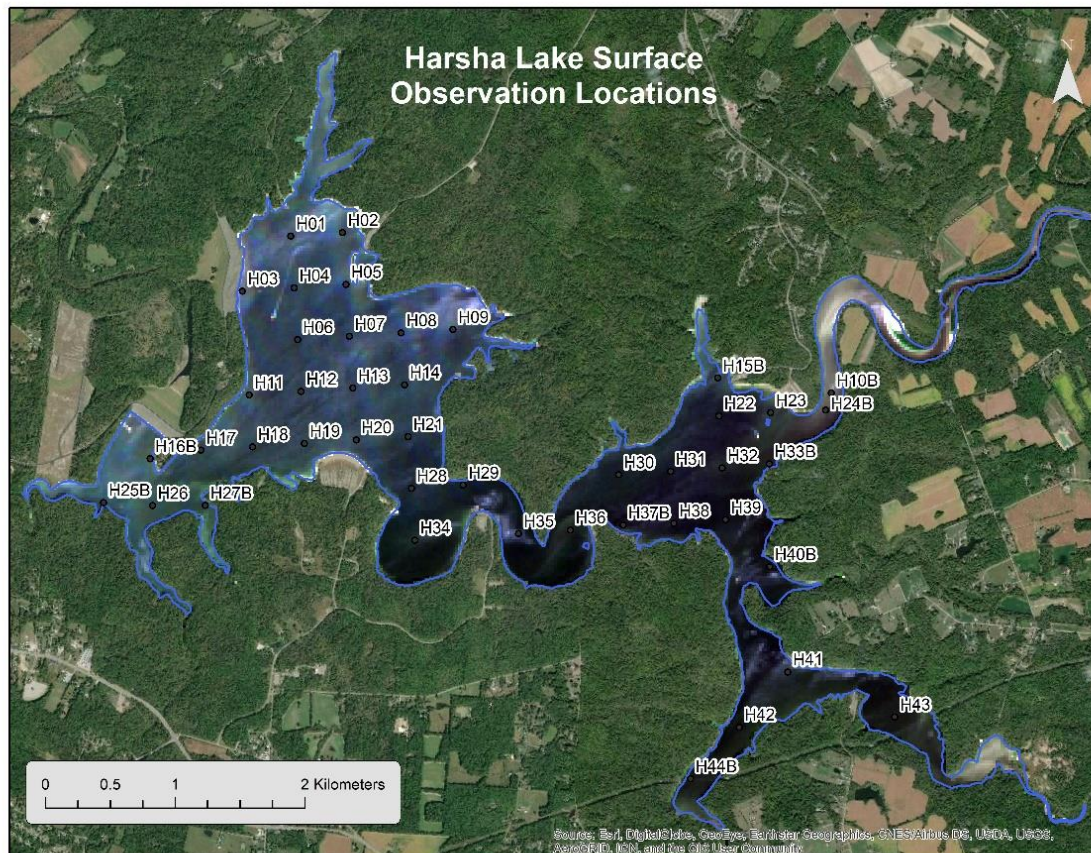 Harsha Lake Surface
Observation Locations
N
H01
H02
H03
H04
H05
H06
H07
H08
H09
H10B
H11
H12
H13
H14
H15B
H16B
H17
H18
H19
H20
H21
H22
H23
H24B
H25B
H26
H27B
H28
H29
H30
H31
H32
H33B
H34
H35
H36
H37B
H38
H39
H40B
H41
H42
H43
H44B
0 0.5 1 2 Kilometers
Source: Esri, DigitalGlobe, GeoEye, Earthstar Geographics, CNES/Airbus DS, USDA, USGS,
AeroGRID, IGN, and the GIS User Community